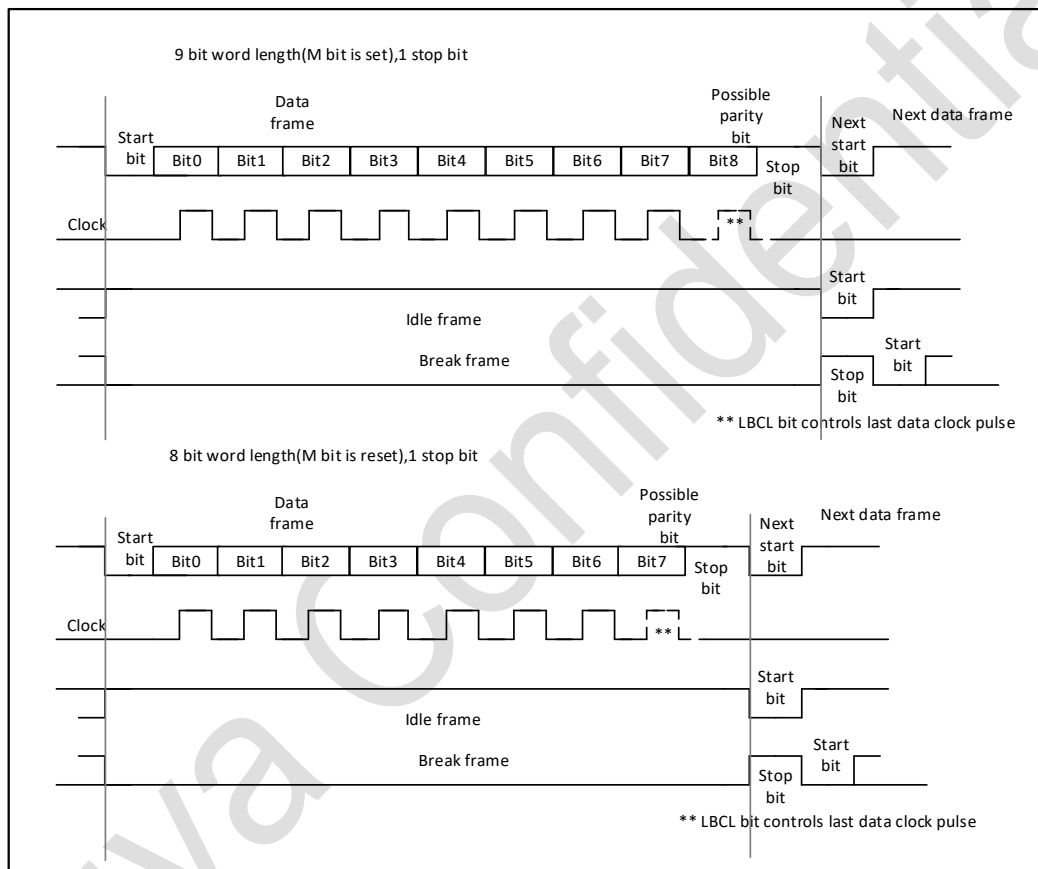 9 bit word length(M bit is set),1 stop bit
Data
frame
Possible
parity
bit
Start
bit
Bit0 Bit1 Bit2 Bit3 Bit4 Bit5 Bit6 Bit7 Bit8
Stop
bit
Next
start
bit
Next data frame
Clock
**
Start
bit
Idle frame
Break frame
Stop
bit
Start
bit
** LBCL bit controls last data clock pulse
8 bit word length(M bit is reset),1 stop bit
Data
frame
Possible
parity
bit
Start
bit
Bit0 Bit1 Bit2 Bit3 Bit4 Bit5 Bit6 Bit7
Stop
bit
Next
start
bit
Next data frame
Clock
**
Start
bit
Idle frame
Break frame
Stop
bit
Start
bit
** LBCL bit controls last data clock pulse